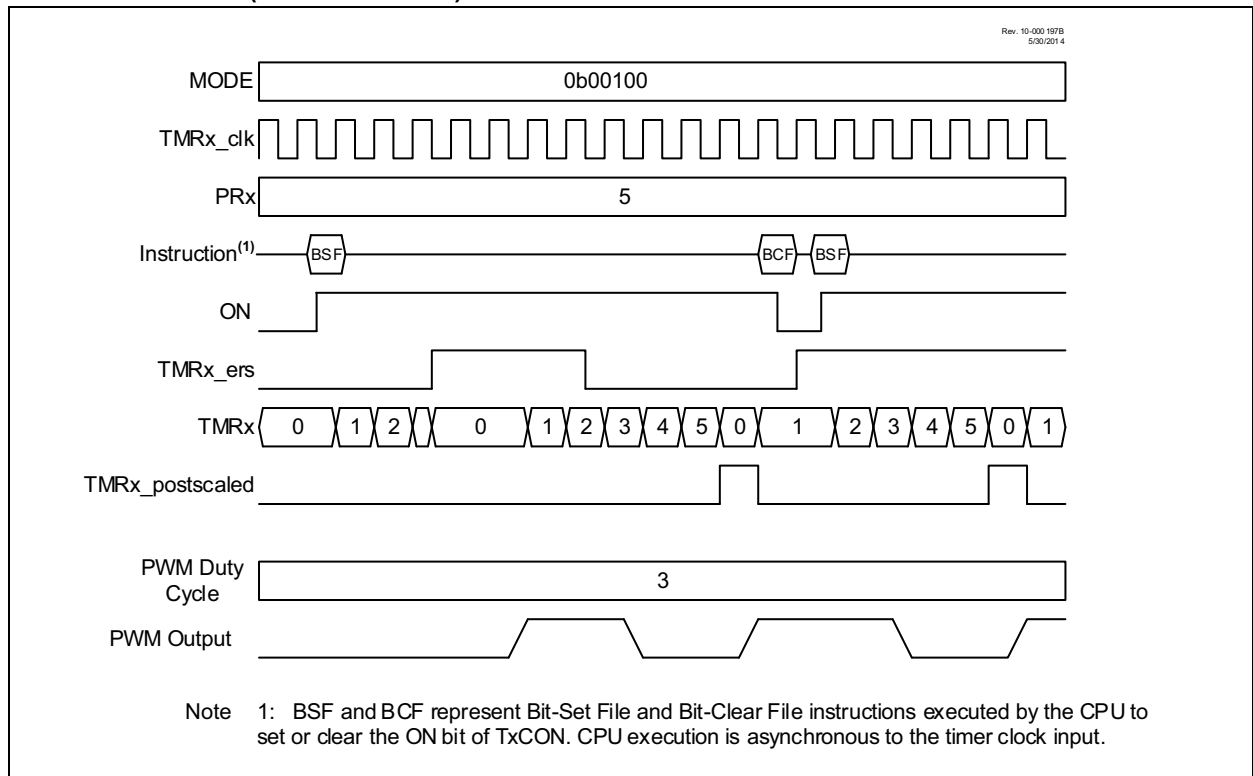 Rev. 10-000 197B
5/30/201 4
MODE 0b00100
TMRx_clk
PRx 5
Instruction(1) BSF BCF BSF
ON
TMRx_ers
TMRx 0 1 2 0 1 2 3 4 5 0 1 2 3 4 5 0 1
TMRx_postscaled
PWM Duty
Cycle 3
PWM Output
Note 1: BSF and BCF represent Bit-Set File and Bit-Clear File instructions executed by the CPU to
set or clear the ON bit of TxCON. CPU execution is asynchronous to the timer clock input.